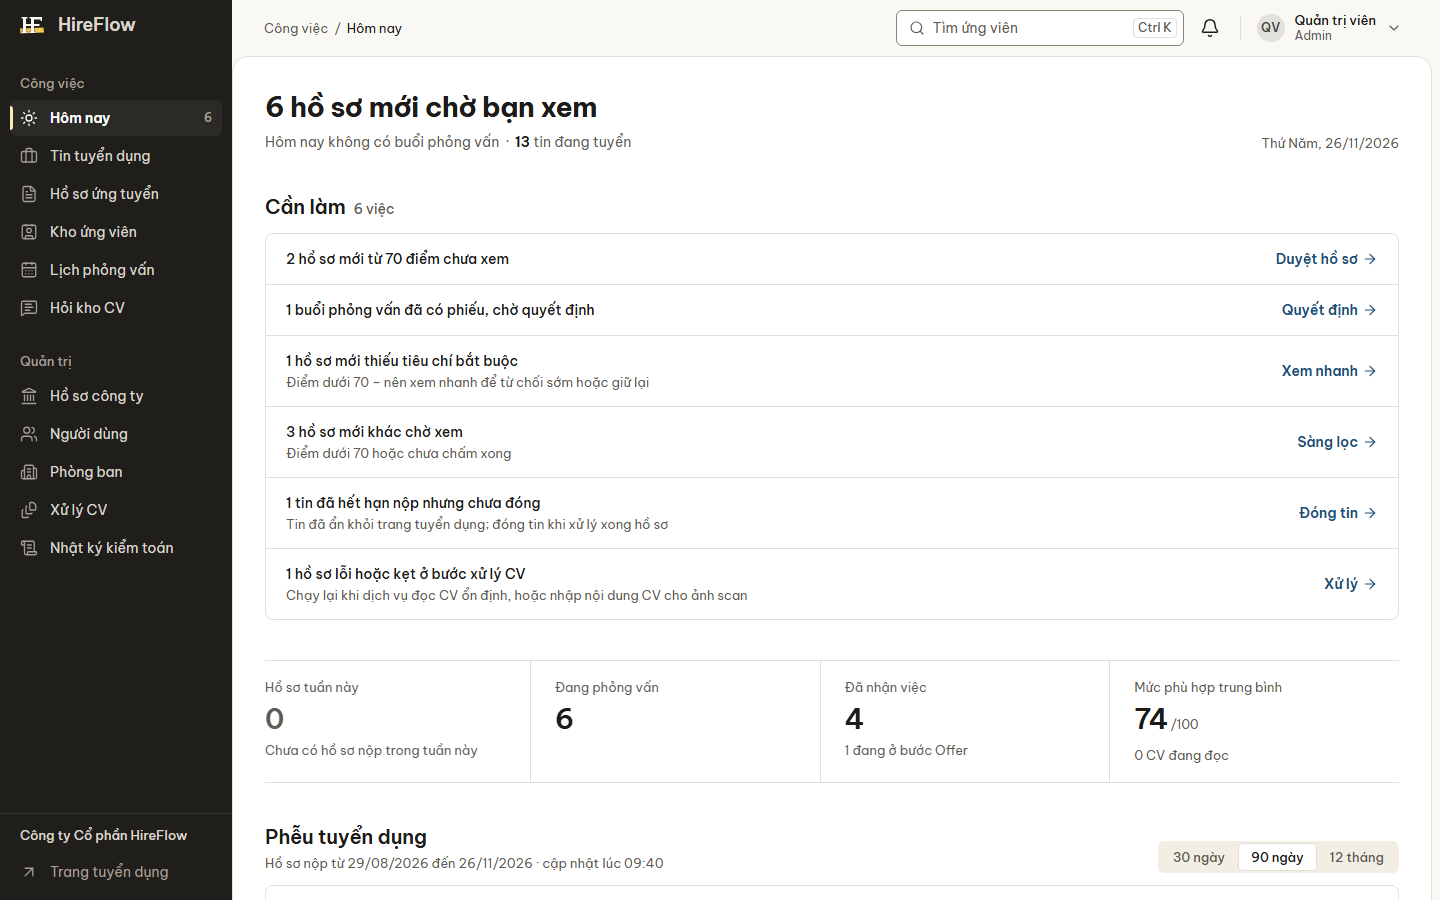 HireFlow
Công việc
Hôm nay 6
Tin tuyển dụng
Hồ sơ ứng tuyển
Kho ứng viên
Lịch phỏng vấn
Hỏi kho CV
Quản trị
Hồ sơ công ty
Người dùng
Phòng ban
Xử lý CV
Nhật ký kiểm toán
Công ty Cổ phần HireFlow
Trang tuyển dụng
Công việc / Hôm nay
Tìm ứng viên Ctrl K
QV Quản trị viên
Admin
6 hồ sơ mới chờ bạn xem
Hôm nay không có buổi phỏng vấn · 13 tin đang tuyển
Thứ Năm, 26/11/2026
Cần làm 6 việc
2 hồ sơ mới từ 70 điểm chưa xem
Duyệt hồ sơ →
1 buổi phỏng vấn đã có phiếu, chờ quyết định
Quyết định →
1 hồ sơ mới thiếu tiêu chí bắt buộc
Điểm dưới 70 – nên xem nhanh để từ chối sớm hoặc giữ lại
Xem nhanh →
3 hồ sơ mới khác chờ xem
Điểm dưới 70 hoặc chưa chấm xong
Sàng lọc →
1 tin đã hết hạn nộp nhưng chưa đóng
Tin đã ẩn khỏi trang tuyển dụng; đóng tin khi xử lý xong hồ sơ
Đóng tin →
1 hồ sơ lỗi hoặc kẹt ở bước xử lý CV
Chạy lại khi dịch vụ đọc CV ổn định, hoặc nhập nội dung CV cho ảnh scan
Xử lý →
Hồ sơ tuần này
0
Chưa có hồ sơ nộp trong tuần này
Đang phỏng vấn
6
Đã nhận việc
4
1 đang ở bước Offer
Mức phù hợp trung bình
74 /100
0 CV đang đọc
Phễu tuyển dụng
Hồ sơ nộp từ 29/08/2026 đến 26/11/2026 · cập nhật lúc 09:40
30 ngày 90 ngày 12 tháng